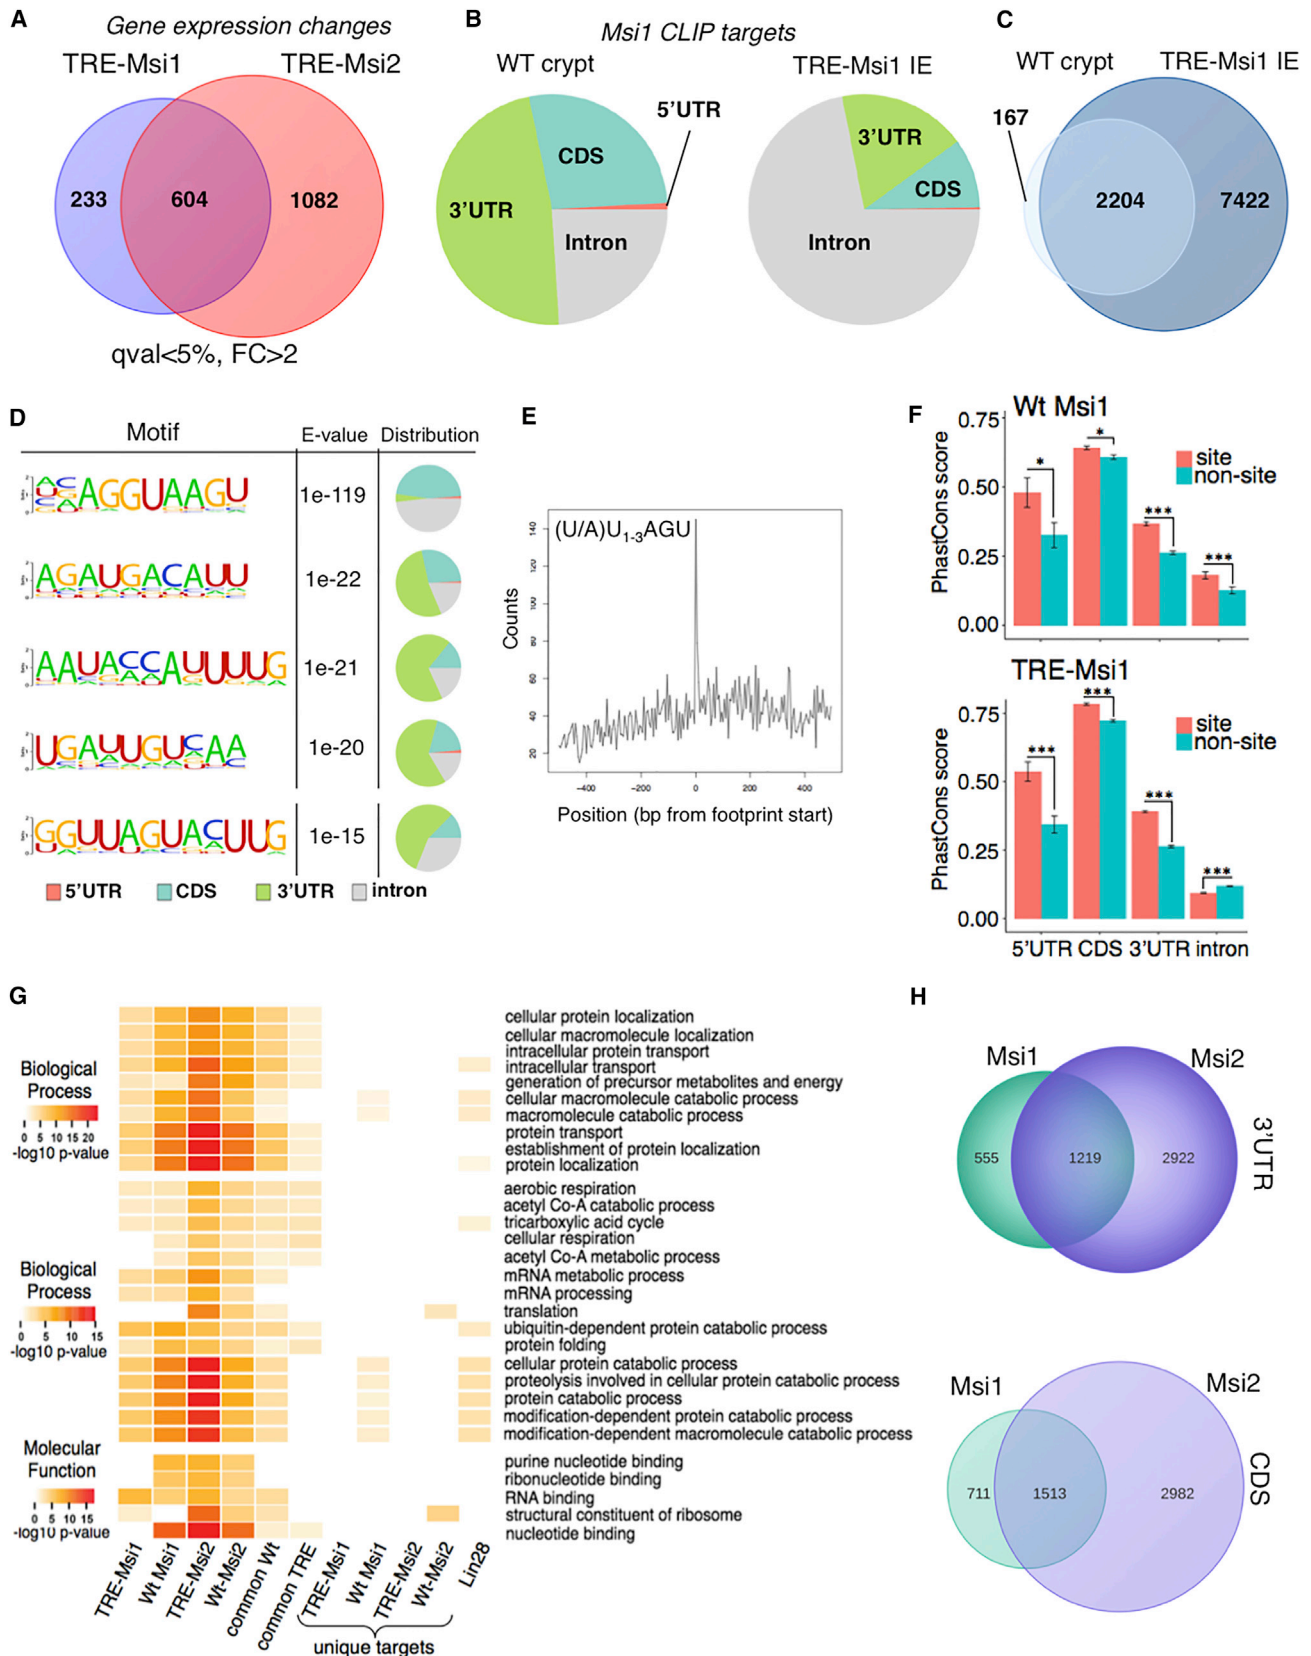 A
Gene expression changes
TRE-Msi1
TRE-Msi2
233
604
1082
qval<5%, FC>2
B
Msi1 CLIP targets
WT crypt
TRE-Msi1 IE
5'UTR
CDS
3'UTR
Intron
3'UTR
CDS
Intron
C
WT crypt
TRE-Msi1 IE
167
2204
7422
D
Motif
E-value
Distribution
AGGUAAGU
1e-119
AGAUGACAUU
1e-22
AAUACCAUUUUG
1e-21
UGAUUGUCAA
1e-20
GGUUAGUACUUG
1e-15
5'UTR
CDS
3'UTR
intron
E
(U/A)U1-3AGU
Counts
140
120
100
80
60
40
20
-400
-200
0
200
400
Position (bp from footprint start)
F
Wt Msi1
PhastCons score
0.75
0.50
0.25
0.00
site
non-site
*
*
***
***
TRE-Msi1
PhastCons score
0.75
0.50
0.25
0.00
site
non-site
***
***
***
***
5'UTR CDS 3'UTR intron
G
Biological Process
0 5 10 15 20
-log10 p-value
cellular protein localization
cellular macromolecule localization
intracellular protein transport
intracellular transport
generation of precursor metabolites and energy
cellular macromolecule catabolic process
macromolecule catabolic process
protein transport
establishment of protein localization
protein localization
Biological Process
0 5 10 15
-log10 p-value
aerobic respiration
acetyl Co-A catabolic process
tricarboxylic acid cycle
cellular respiration
acetyl Co-A metabolic process
mRNA metabolic process
mRNA processing
translation
ubiquitin-dependent protein catabolic process
protein folding
cellular protein catabolic process
proteolysis involved in cellular protein catabolic process
protein catabolic process
modification-dependent protein catabolic process
modification-dependent macromolecule catabolic process
Molecular Function
0 5 10 15
-log10 p-value
purine nucleotide binding
ribonucleotide binding
RNA binding
structural constituent of ribosome
nucleotide binding
TRE-Msi1
Wt Msi1
TRE-Msi2
Wt-Msi2
common Wt
common TRE
TRE-Msi1
Wt Msi1
TRE-Msi2
Wt-Msi2
Lin28
unique targets
H
Msi1
Msi2
555
1219
2922
3'UTR
Msi1
Msi2
711
1513
2982
CDS